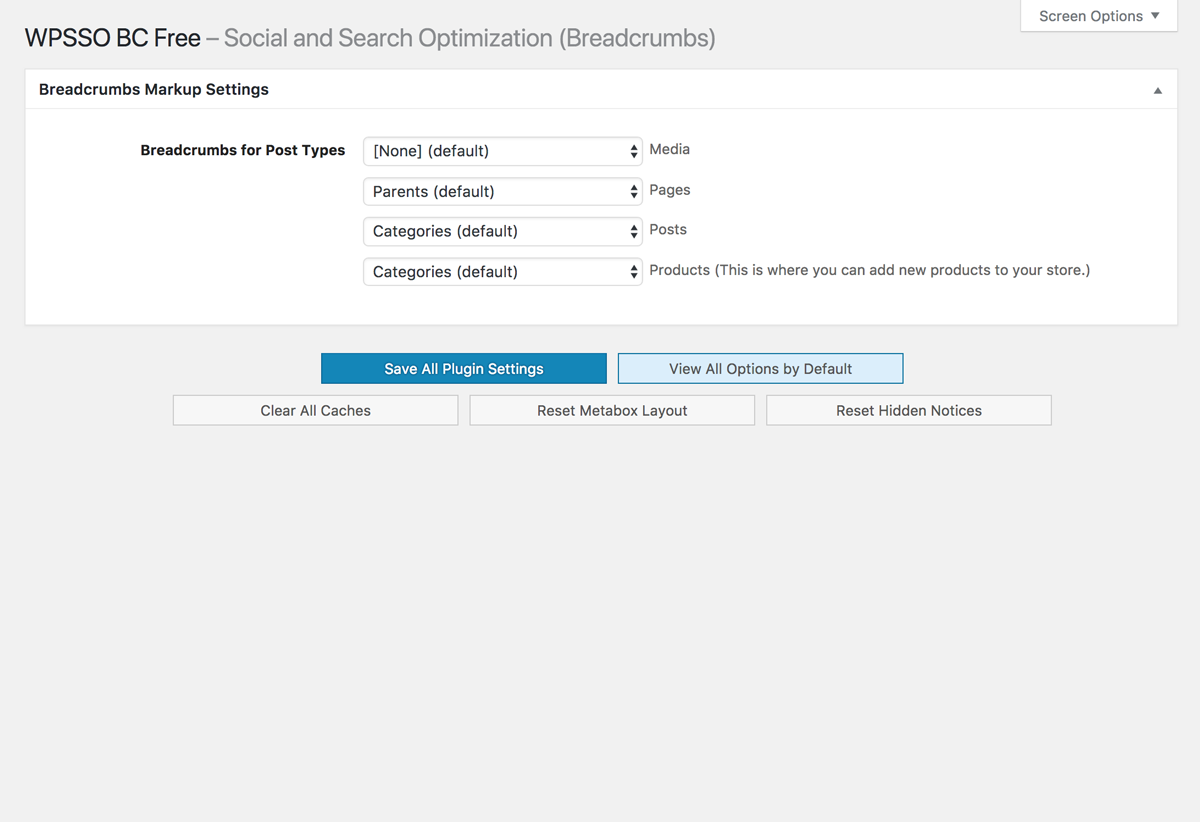 Screen Options
WPSSO BC Free – Social and Search Optimization (Breadcrumbs)
Breadcrumbs Markup Settings
Breadcrumbs for Post Types [None] (default) Media
Parents (default) Pages
Categories (default) Posts
Categories (default) Products (This is where you can add new products to your store.)
Save All Plugin Settings View All Options by Default
Clear All Caches Reset Metabox Layout Reset Hidden Notices